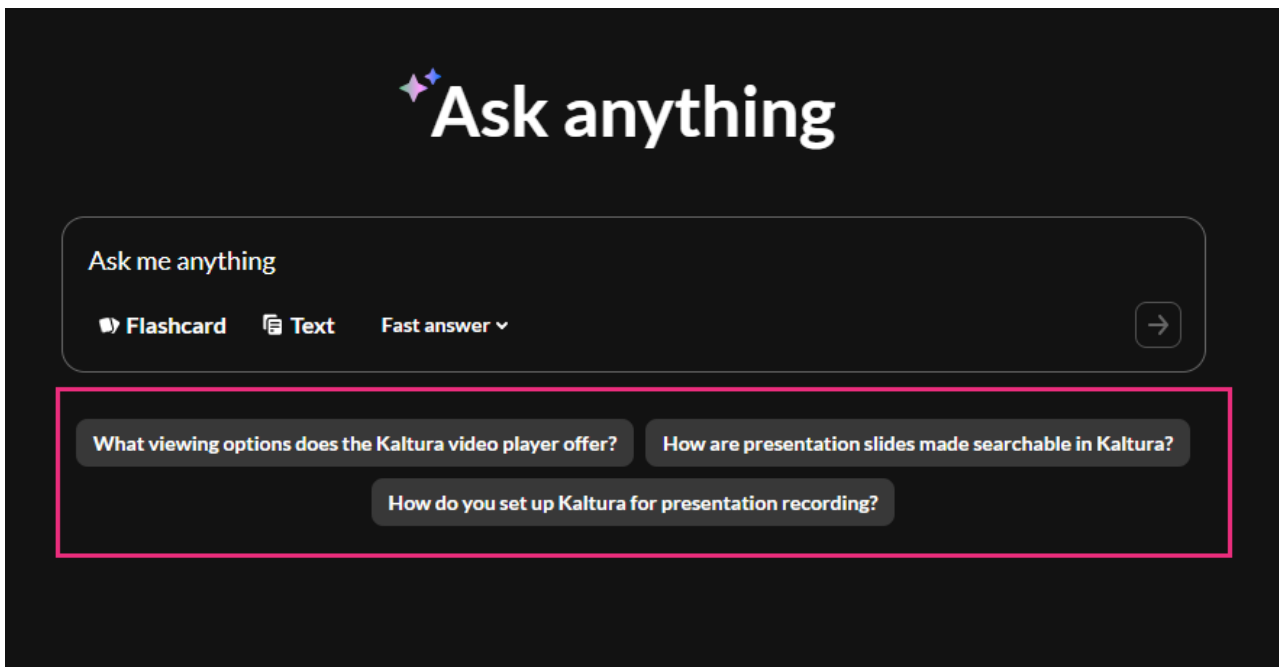 Ask anything
Ask me anything
Flashcard Text Fast answer
What viewing options does the Kaltura video player offer? How are presentation slides made searchable in Kaltura?
How do you set up Kaltura for presentation recording?